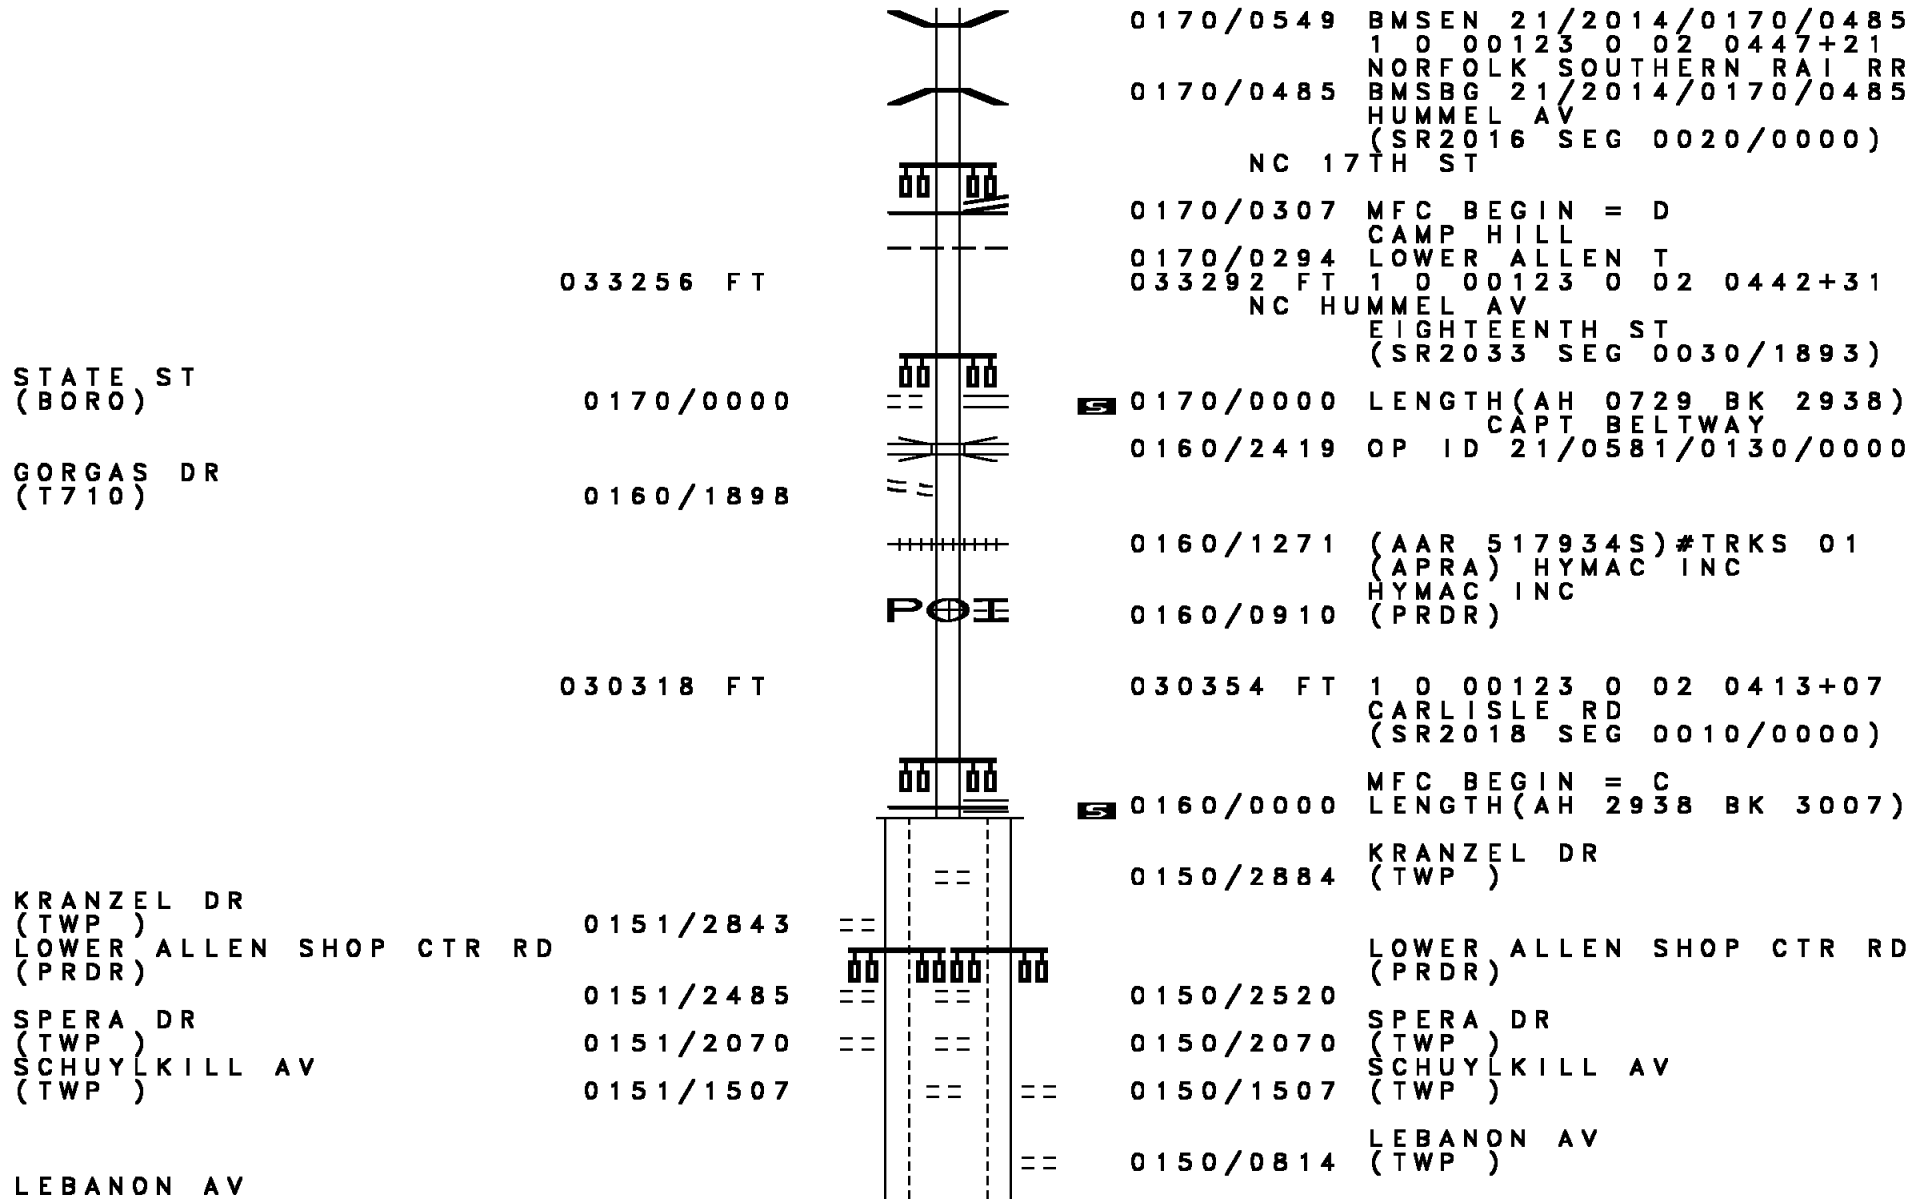 0170/0549 BMSEN 21/2014/0170/0485
1 0 00123 0 02 0447+21
NORFOLK SOUTHERN RAI RR
0170/0485 BMSBG 21/2014/0170/0485
HUMMEL AV
(SR2016 SEG 0020/0000)
NC 17TH ST
0170/0307 MFC BEGIN = D
CAMP HILL
0170/0294 LOWER ALLEN T
033256 FT 033292 FT 1 0 00123 0 02 0442+31
NC HUMMEL AV
EIGHTEENTH ST
(SR2033 SEG 0030/1893)
STATE ST
(BORO) 0170/0000 S 0170/0000 LENGTH(AH 0729 BK 2938)
CAPT BELTWAY
0160/2419 OP ID 21/0581/0130/0000
GORGAS DR
(T710) 0160/1898
0160/1271 (AAR 517934S)#TRKS 01
(APRA) HYMAC INC
HYMAC INC
POI 0160/0910 (PRDR)
030318 FT 030354 FT 1 0 00123 0 02 0413+07
CARLISLE RD
(SR2018 SEG 0010/0000)
MFC BEGIN = C
S 0160/0000 LENGTH(AH 2938 BK 3007)
KRANZEL DR
0150/2884 (TWP )
KRANZEL DR
(TWP ) 0151/2843
LOWER ALLEN SHOP CTR RD LOWER ALLEN SHOP CTR RD
(PRDR) (PRDR)
0151/2485 0150/2520
SPERA DR SPERA DR
(TWP ) 0151/2070 0150/2070 (TWP )
SCHUYLKILL AV SCHUYLKILL AV
(TWP ) 0151/1507 0150/1507 (TWP )
LEBANON AV
0150/0814 (TWP )
LEBANON AV